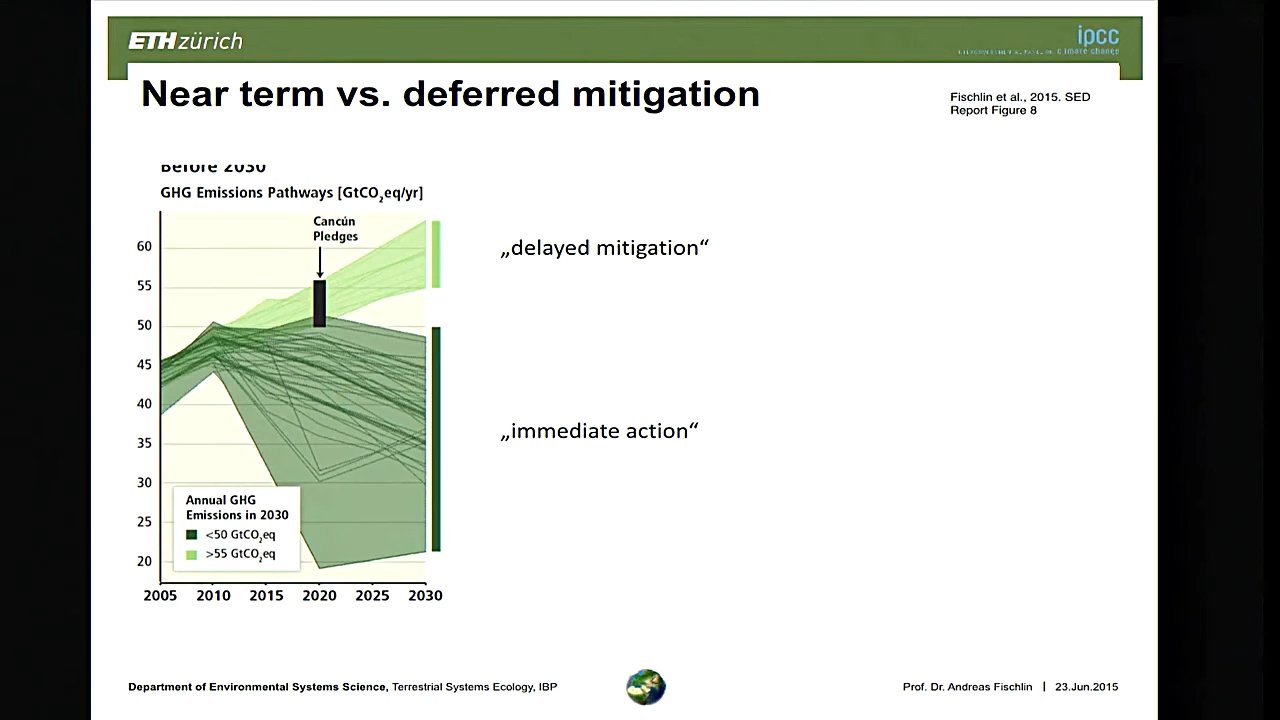 ETH zürich
ipcc
climate change
Near term vs. deferred mitigation
Fischlin et al., 2015. SED
Report Figure 8
Before 2030
GHG Emissions Pathways [GtCO₂eq/yr]
Cancún
Pledges
60
55
50
45
40
35
30
25
20
„delayed mitigation“
„immediate action“
Annual GHG
Emissions in 2030
<50 GtCO₂eq
>55 GtCO₂eq
2005 2010 2015 2020 2025 2030
Department of Environmental Systems Science, Terrestrial Systems Ecology, IBP
Prof. Dr. Andreas Fischlin | 23.Jun.2015